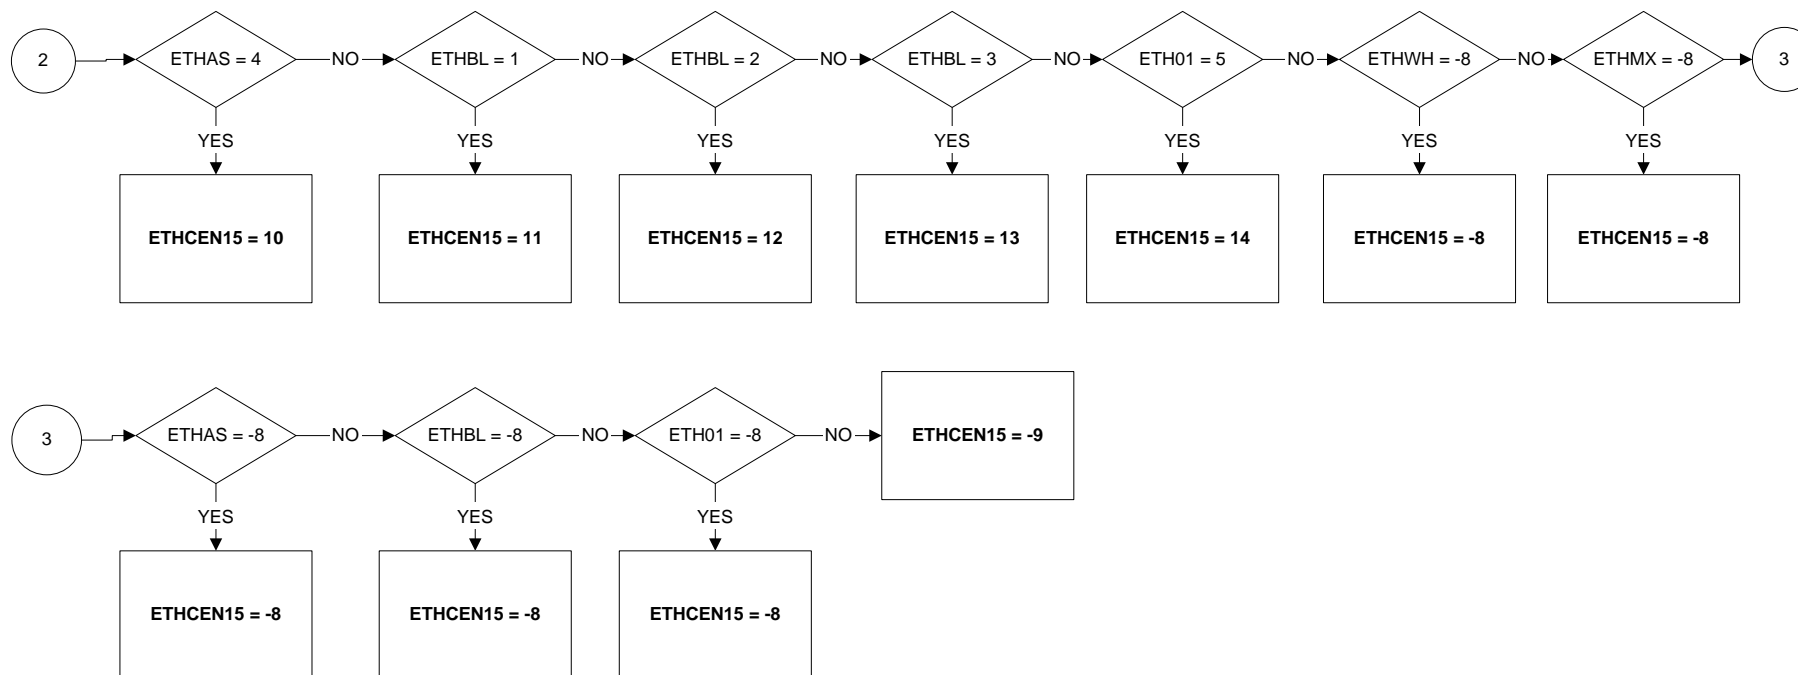 2
ETHAS = 4
NO
ETHBL = 1
NO
ETHBL = 2
NO
ETHBL = 3
NO
ETH01 = 5
NO
ETHWH = -8
NO
ETHMX = -8
3
YES
YES
YES
YES
YES
YES
YES
ETHCEN15 = 10
ETHCEN15 = 11
ETHCEN15 = 12
ETHCEN15 = 13
ETHCEN15 = 14
ETHCEN15 = -8
ETHCEN15 = -8
3
ETHAS = -8
NO
ETHBL = -8
NO
ETH01 = -8
NO
ETHCEN15 = -9
YES
YES
YES
ETHCEN15 = -8
ETHCEN15 = -8
ETHCEN15 = -8